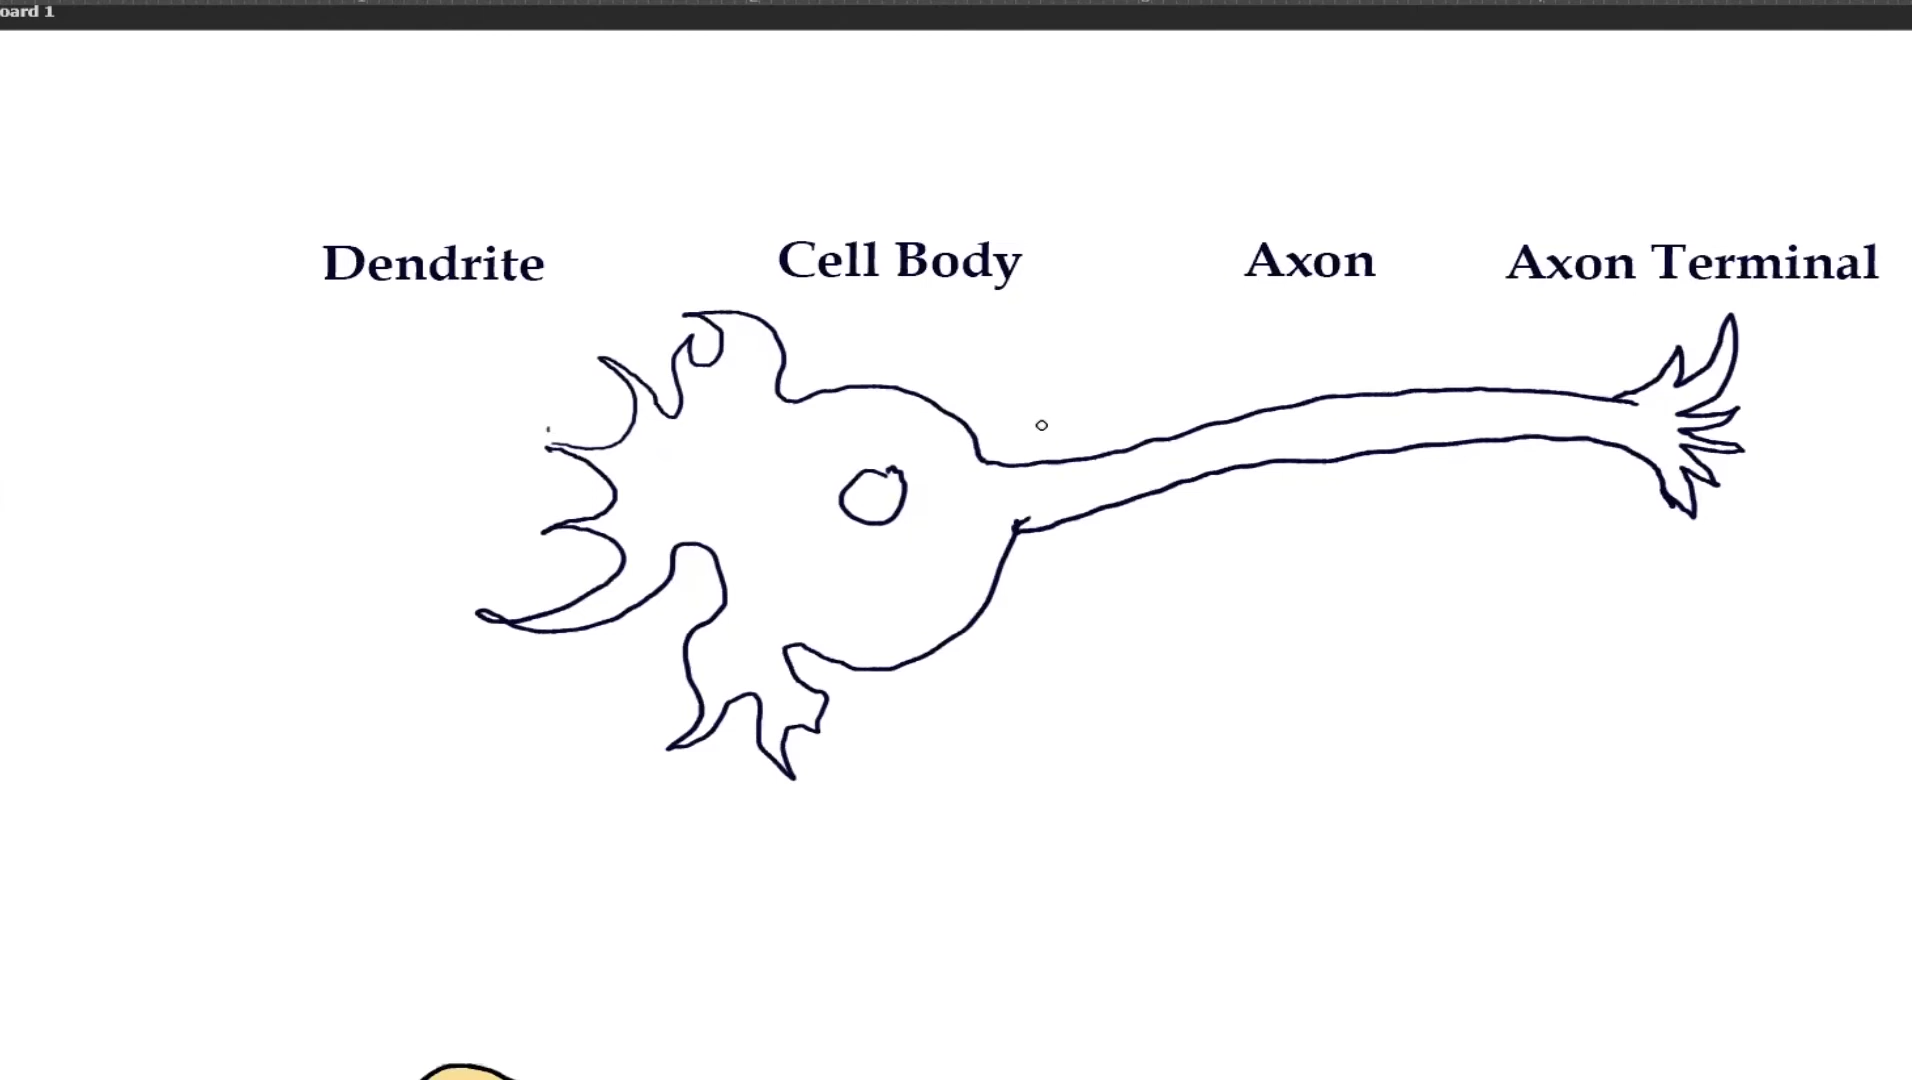 oard 1
Dendrite
Cell Body
Axon
Axon Terminal